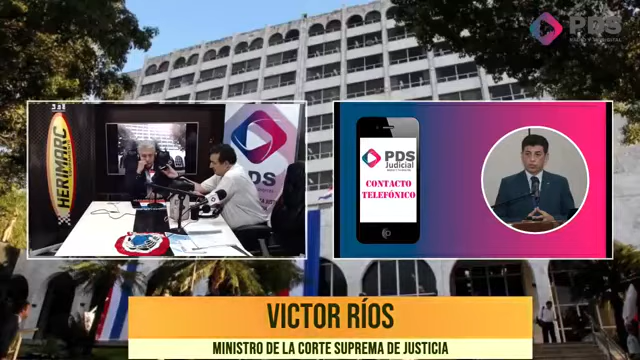 PDS
HERIMARC
PDS
PDS
Judicial
CONTACTO
TELEFÓNICO
VICTOR RÍOS
MINISTRO DE LA CORTE SUPREMA DE JUSTICIA